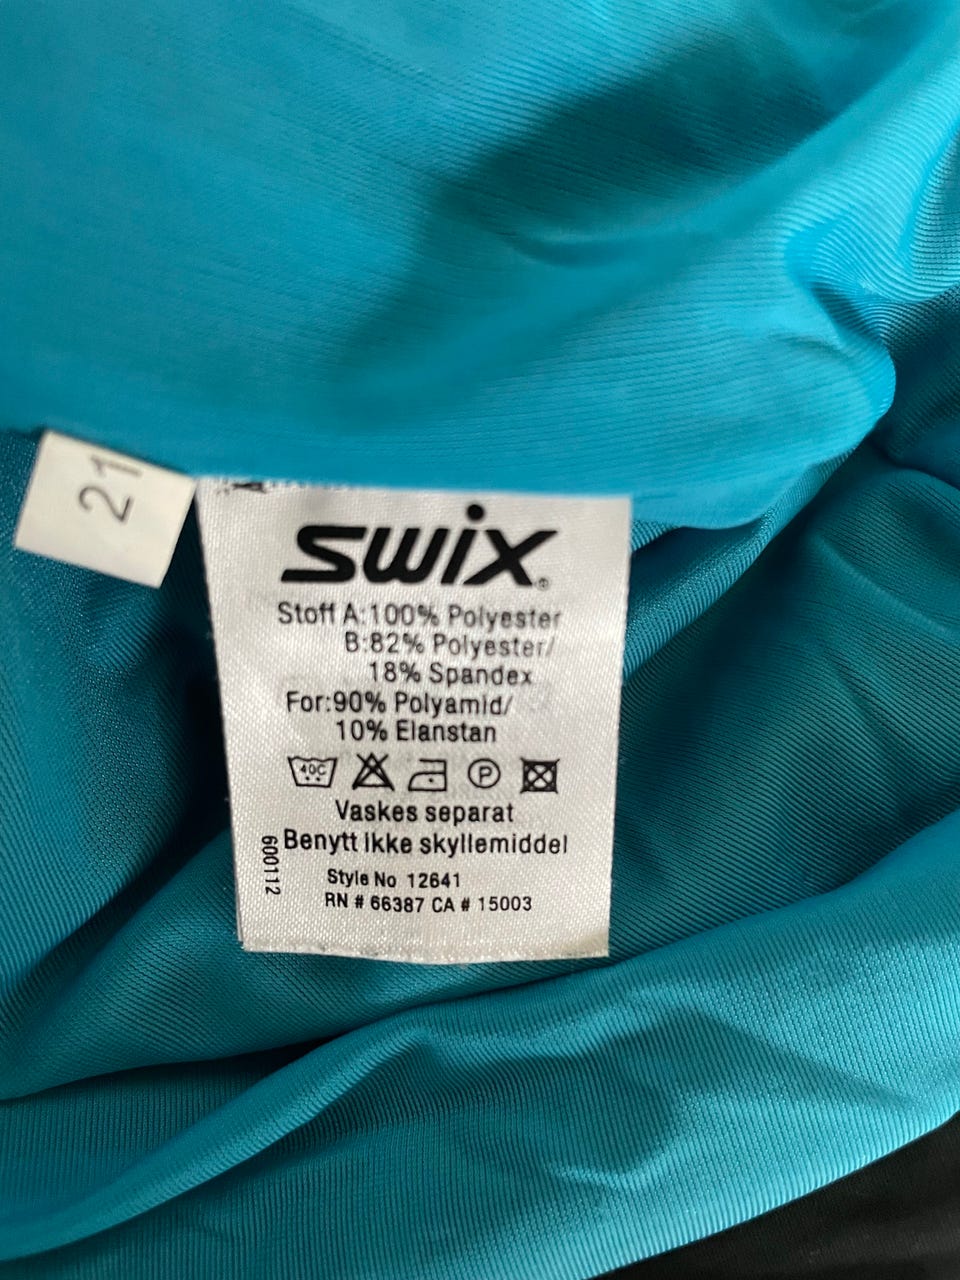 21
SWIX®
Stoff A:100% Polyester
B:82% Polyester/
18% Spandex
For:90% Polyamid/
10% Elanstan
40C
P
Vaskes separat
Benytt ikke skyllemiddel
600112
Style No 12641
RN # 66387 CA # 15003